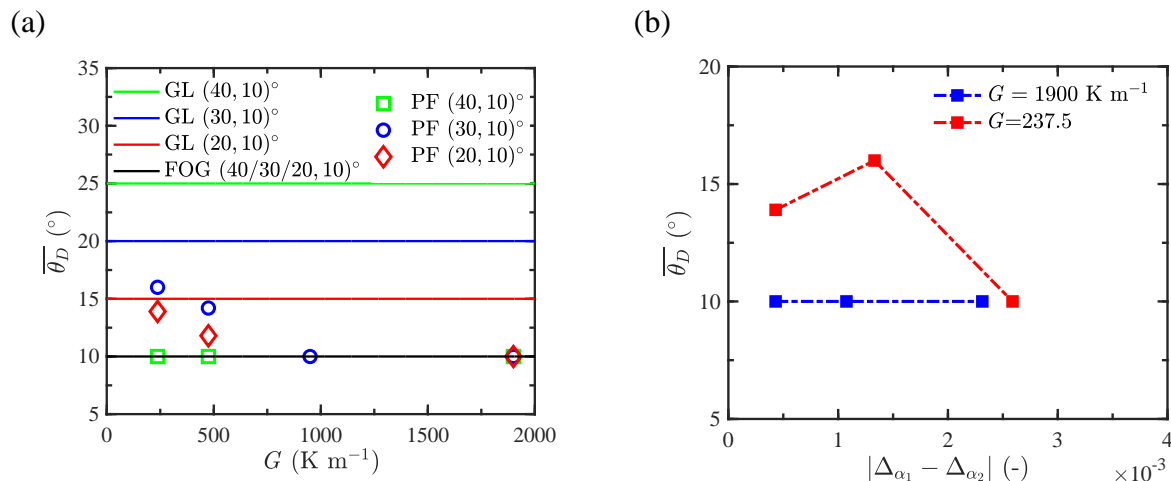 (a)
35
30
25
20
15
10
5
0
500
1000
1500
2000
G (K m⁻¹)
θ_D̅ (°)
GL (40, 10)°
GL (30, 10)°
GL (20, 10)°
FOG (40/30/20, 10)°
PF (40, 10)°
PF (30, 10)°
PF (20, 10)°
(b)
20
15
10
5
0
1
2
3
4
×10⁻³
|Δ_α₁ − Δ_α₂| (-)
θ_D̅ (°)
G = 1900 K m⁻¹
G=237.5